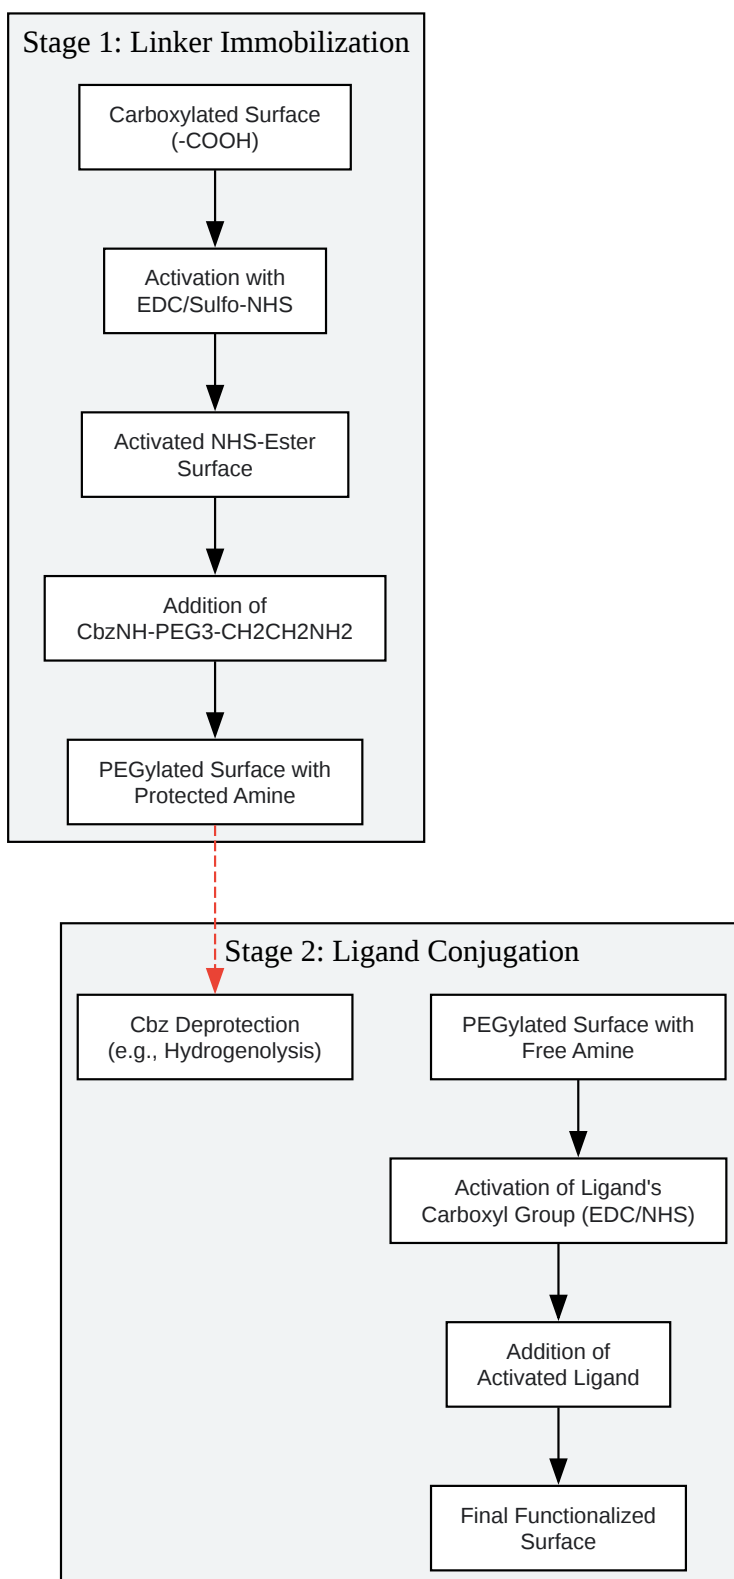 Stage 1: Linker Immobilization
Carboxylated Surface
(-COOH)
Activation with
EDC/Sulfo-NHS
Activated NHS-Ester
Surface
Addition of
CbzNH-PEG3-CH2CH2NH2
PEGylated Surface with
Protected Amine
Stage 2: Ligand Conjugation
Cbz Deprotection
(e.g., Hydrogenolysis)
PEGylated Surface with
Free Amine
Activation of Ligand's
Carboxyl Group (EDC/NHS)
Addition of
Activated Ligand
Final Functionalized
Surface